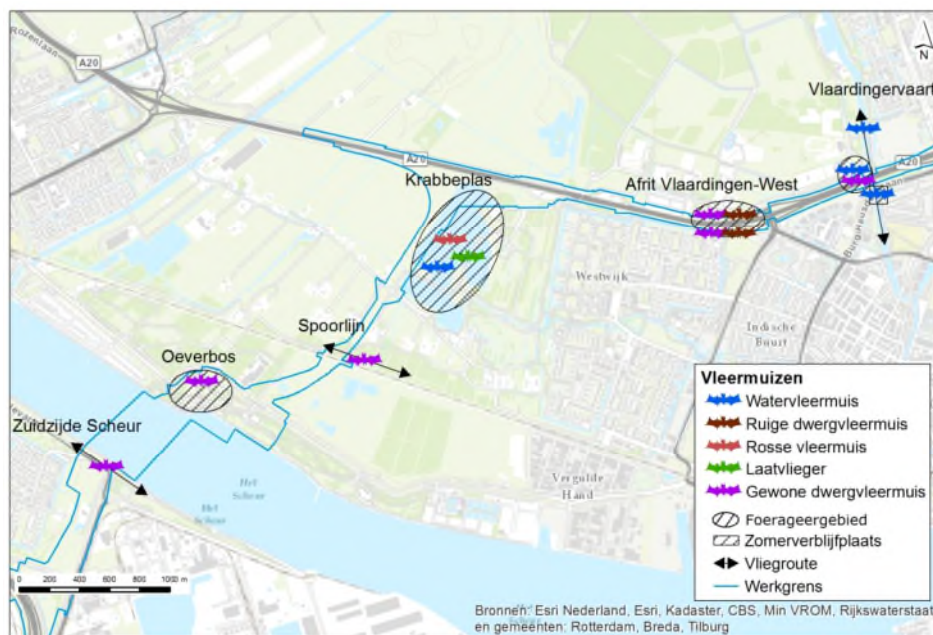 Rozenlaan
A20
N
Vlaardingervaart
A20
A20
Krabbeplas
Afrit Vlaardingen-West
Westwijk
Spoorlijn
Indische
Buurt
Oeverbos
Zuidzijde Scheur
Het
Scheur
Het
Scheur
Vergulde
Hand
Vleermuizen
Watervleermuis
Ruige dwergvleermuis
Rosse vleermuis
Laatvlieger
Gewone dwergvleermuis
Foerageergebied
Zomerverblijfplaats
Vliegroute
Werkgrens
0 200 400 600 800 1000 m
Bronnen: Esri Nederland, Esri, Kadaster, CBS, Min VROM, Rijkswaterstaat
en gemeenten: Rotterdam, Breda, Tilburg